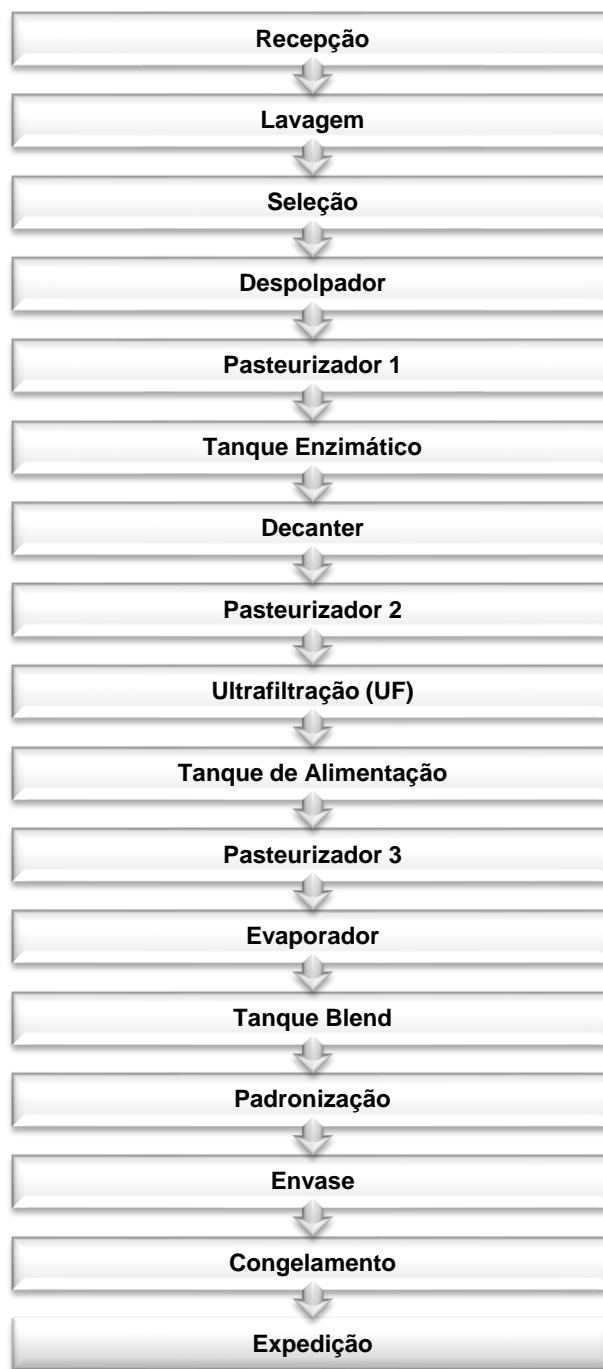 Recepção
Lavagem
Seleção
Despolpador
Pasteurizador 1
Tanque Enzimático
Decanter
Pasteurizador 2
Ultrafiltração (UF)
Tanque de Alimentação
Pasteurizador 3
Evaporador
Tanque Blend
Padronização
Envase
Congelamento
Expedição